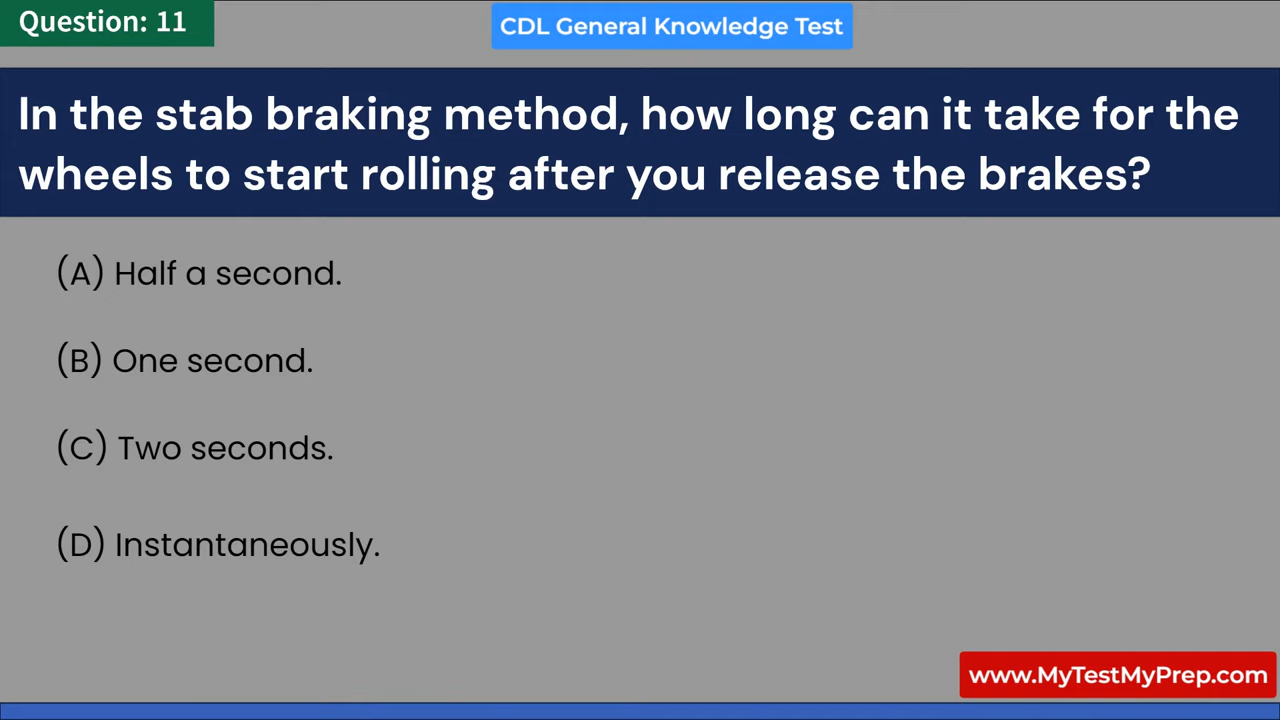 Question: 11
CDL General Knowledge Test
In the stab braking method, how long can it take for the
wheels to start rolling after you release the brakes?
(A) Half a second.
(B) One second.
(C) Two seconds.
(D) Instantaneously.
www.MyTestMyPrep.com